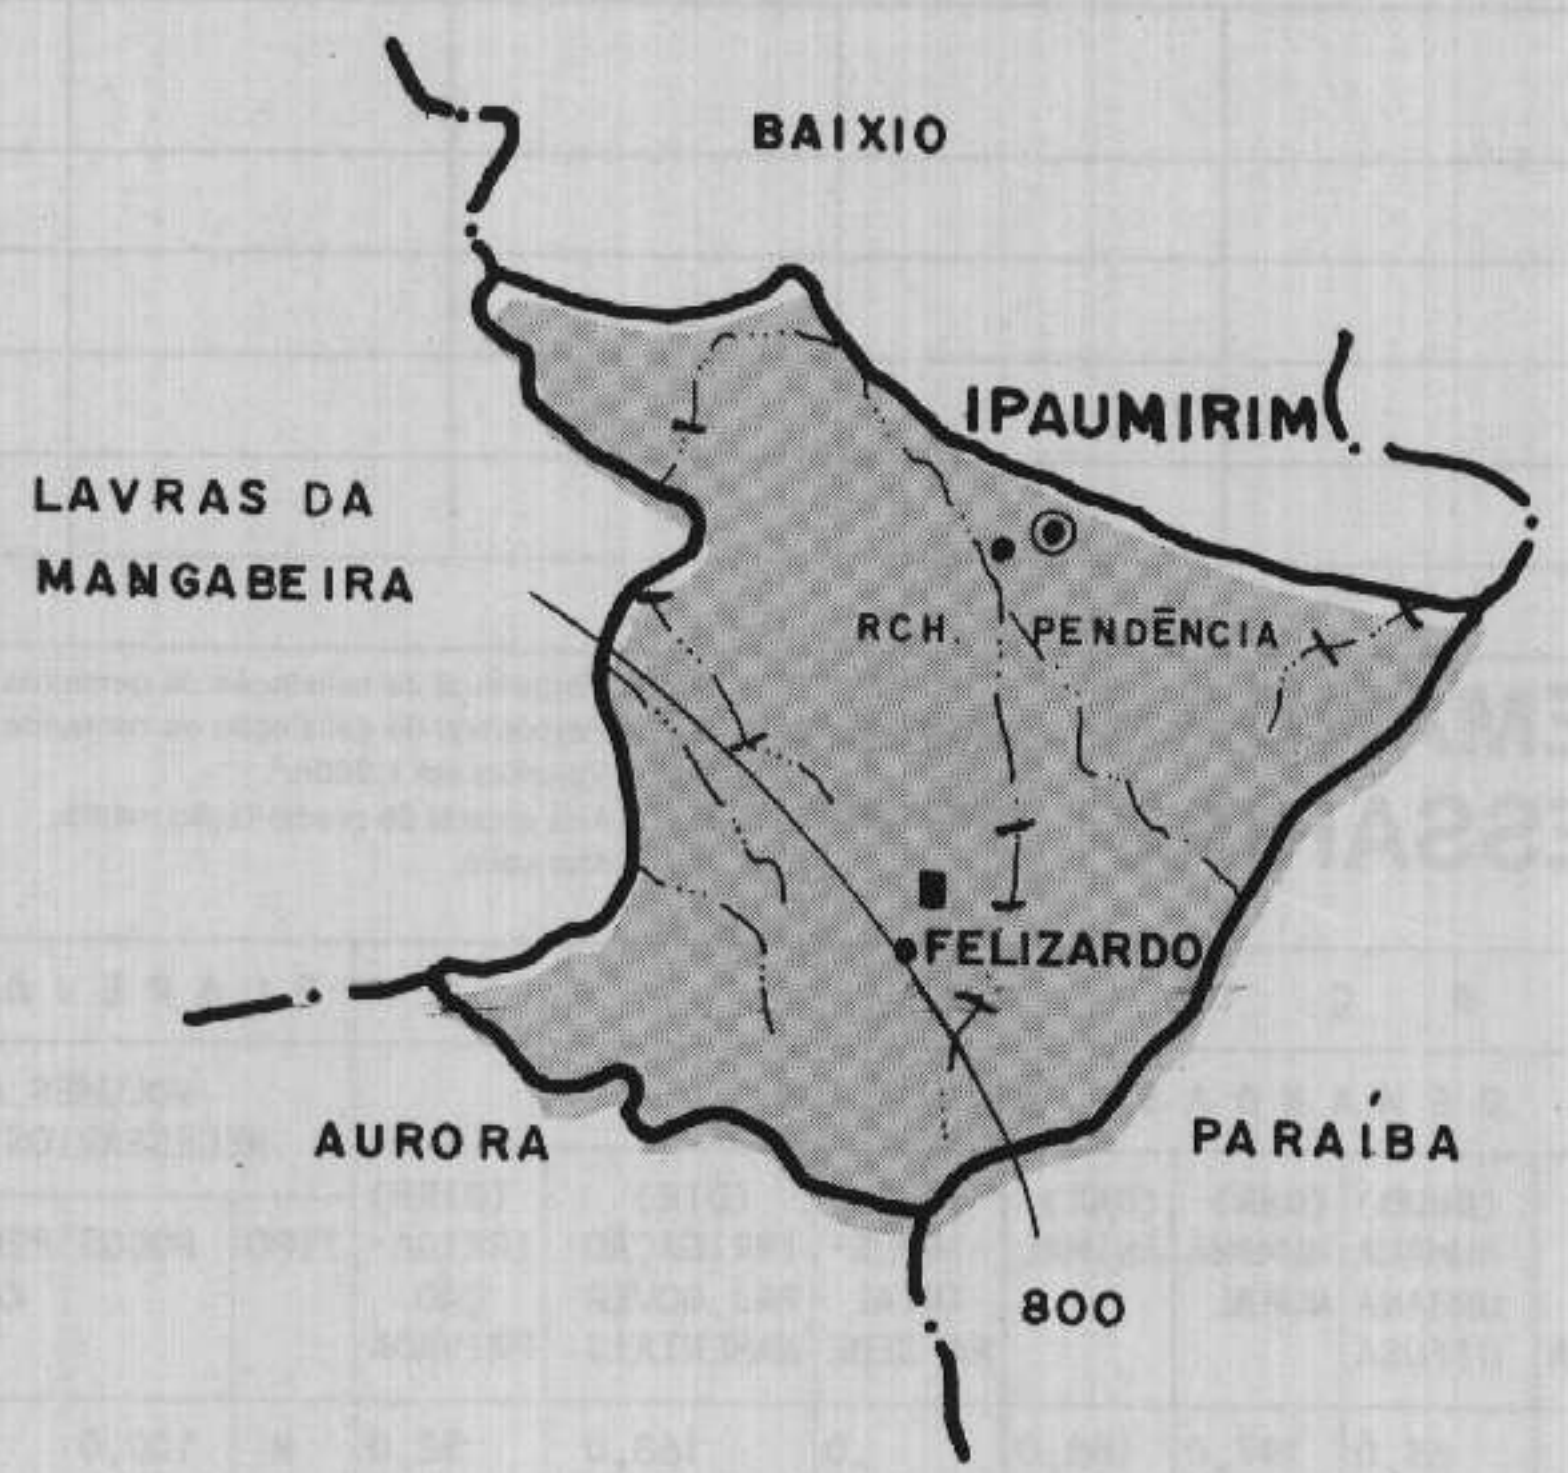 BAIXIO
IPAUMIRIM
LAVRAS DA
MANGABEIRA
RCH. PENDÊNCIA
FELIZARDO
AURORA
PARAÍBA
800